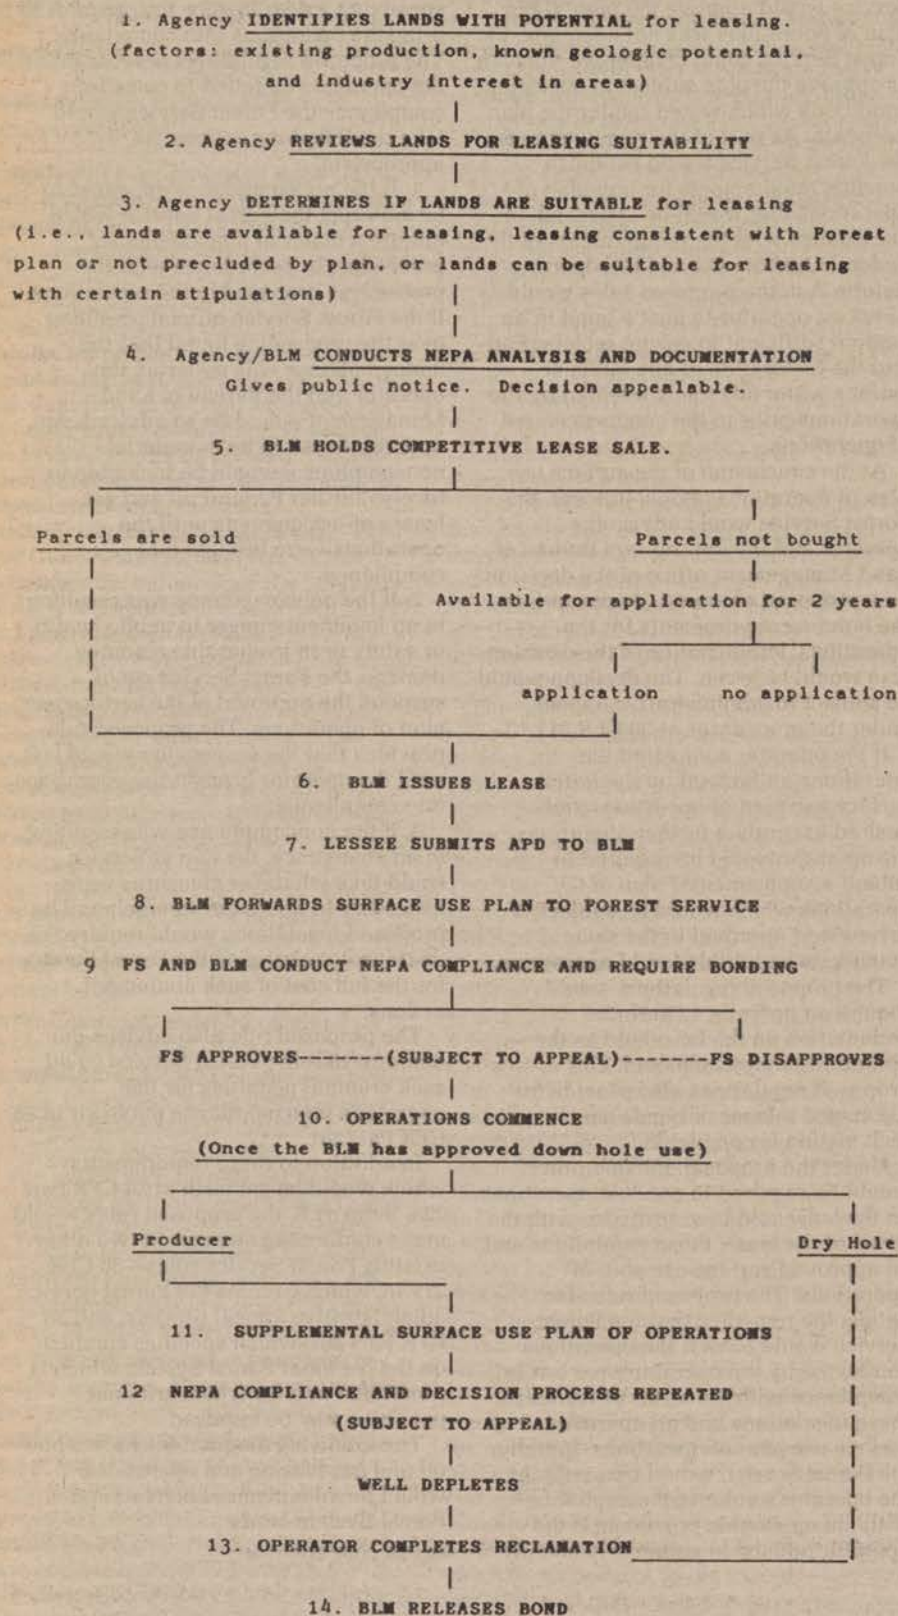 1. Agency IDENTIFIES LANDS WITH POTENTIAL for leasing.
(factors: existing production, known geologic potential,
and industry interest in areas)
2. Agency REVIEWS LANDS FOR LEASING SUITABILITY
3. Agency DETERMINES IF LANDS ARE SUITABLE for leasing
(i.e., lands are available for leasing, leasing consistent with Forest
plan or not precluded by plan, or lands can be suitable for leasing
with certain stipulations)
4. Agency/BLM CONDUCTS NEPA ANALYSIS AND DOCUMENTATION
Gives public notice. Decision appealable.
5. BLM HOLDS COMPETITIVE LEASE SALE.
Parcels are sold Parcels not bought
Available for application for 2 years
application no application
6. BLM ISSUES LEASE
7. LESSEE SUBMITS APD TO BLM
8. BLM FORWARDS SURFACE USE PLAN TO FOREST SERVICE
9 FS AND BLM CONDUCT NEPA COMPLIANCE AND REQUIRE BONDING
FS APPROVES-------(SUBJECT TO APPEAL)-------FS DISAPPROVES
10. OPERATIONS COMMENCE
(Once the BLM has approved down hole use)
Producer Dry Hole
11. SUPPLEMENTAL SURFACE USE PLAN OF OPERATIONS
12 NEPA COMPLIANCE AND DECISION PROCESS REPEATED
(SUBJECT TO APPEAL)
WELL DEPLETES
13. OPERATOR COMPLETES RECLAMATION
14. BLM RELEASES BOND